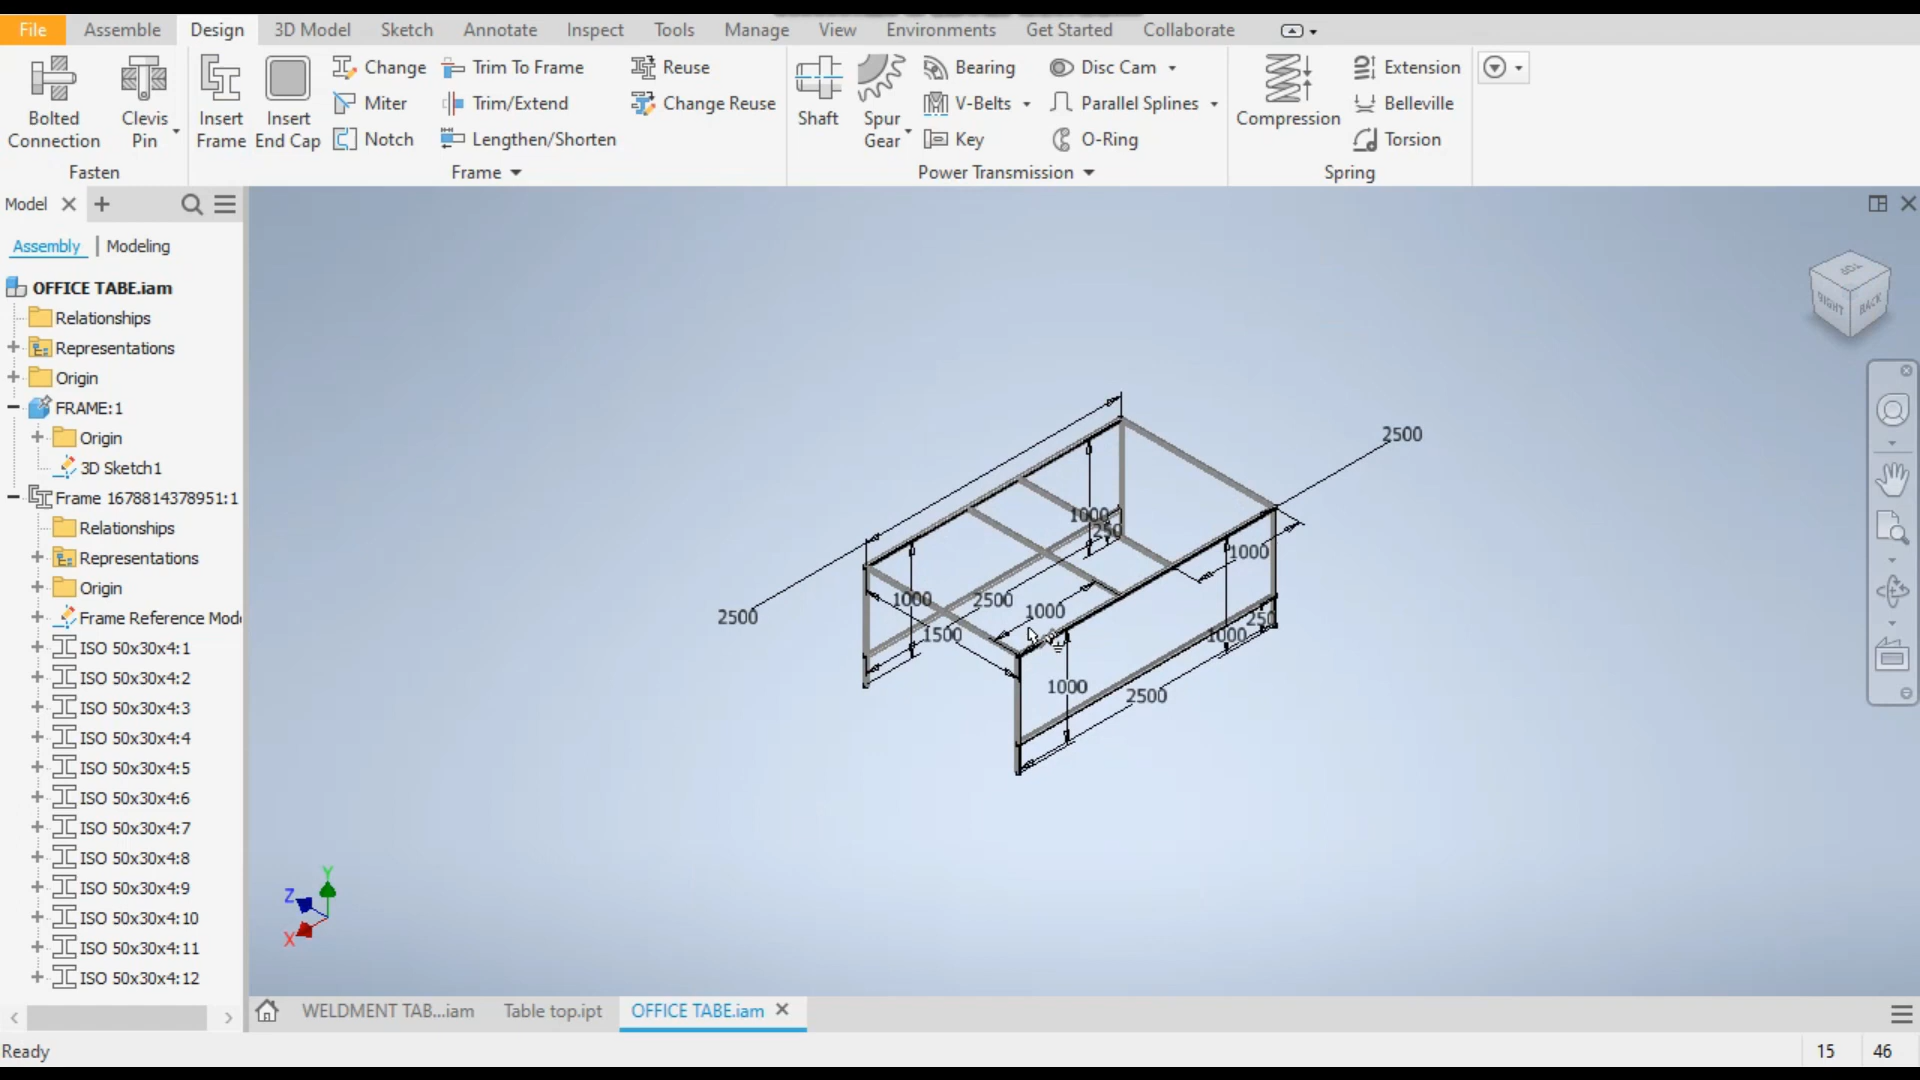 File Assemble Design 3D Model Sketch Annotate Inspect Tools Manage View Environments Get Started Collaborate
Bolted Connection
Clevis Pin
Insert Frame
Insert End Cap
Change
Miter
Notch
Trim To Frame
Trim/Extend
Lengthen/Shorten
Reuse
Change Reuse
Shaft
Spur Gear
Bearing
V-Belts
Key
Disc Cam
Parallel Splines
O-Ring
Compression
Extension
Belleville
Torsion
Fasten
Frame
Power Transmission
Spring
Model
Assembly | Modeling
OFFICE TABE.iam
Relationships
Representations
Origin
FRAME:1
Origin
3D Sketch1
Frame 1678814378951:1
Relationships
Representations
Origin
Frame Reference Mod
ISO 50x30x4:1
ISO 50x30x4:2
ISO 50x30x4:3
ISO 50x30x4:4
ISO 50x30x4:5
ISO 50x30x4:6
ISO 50x30x4:7
ISO 50x30x4:8
ISO 50x30x4:9
ISO 50x30x4:10
ISO 50x30x4:11
ISO 50x30x4:12
2500
1000
250
1000
1000
2500
1000
2500
1500
250
1000
1000
2500
TOP
RIGHT
BACK
Y
Z
X
WELDMENT TAB...iam
Table top.ipt
OFFICE TABE.iam
Ready
15
46